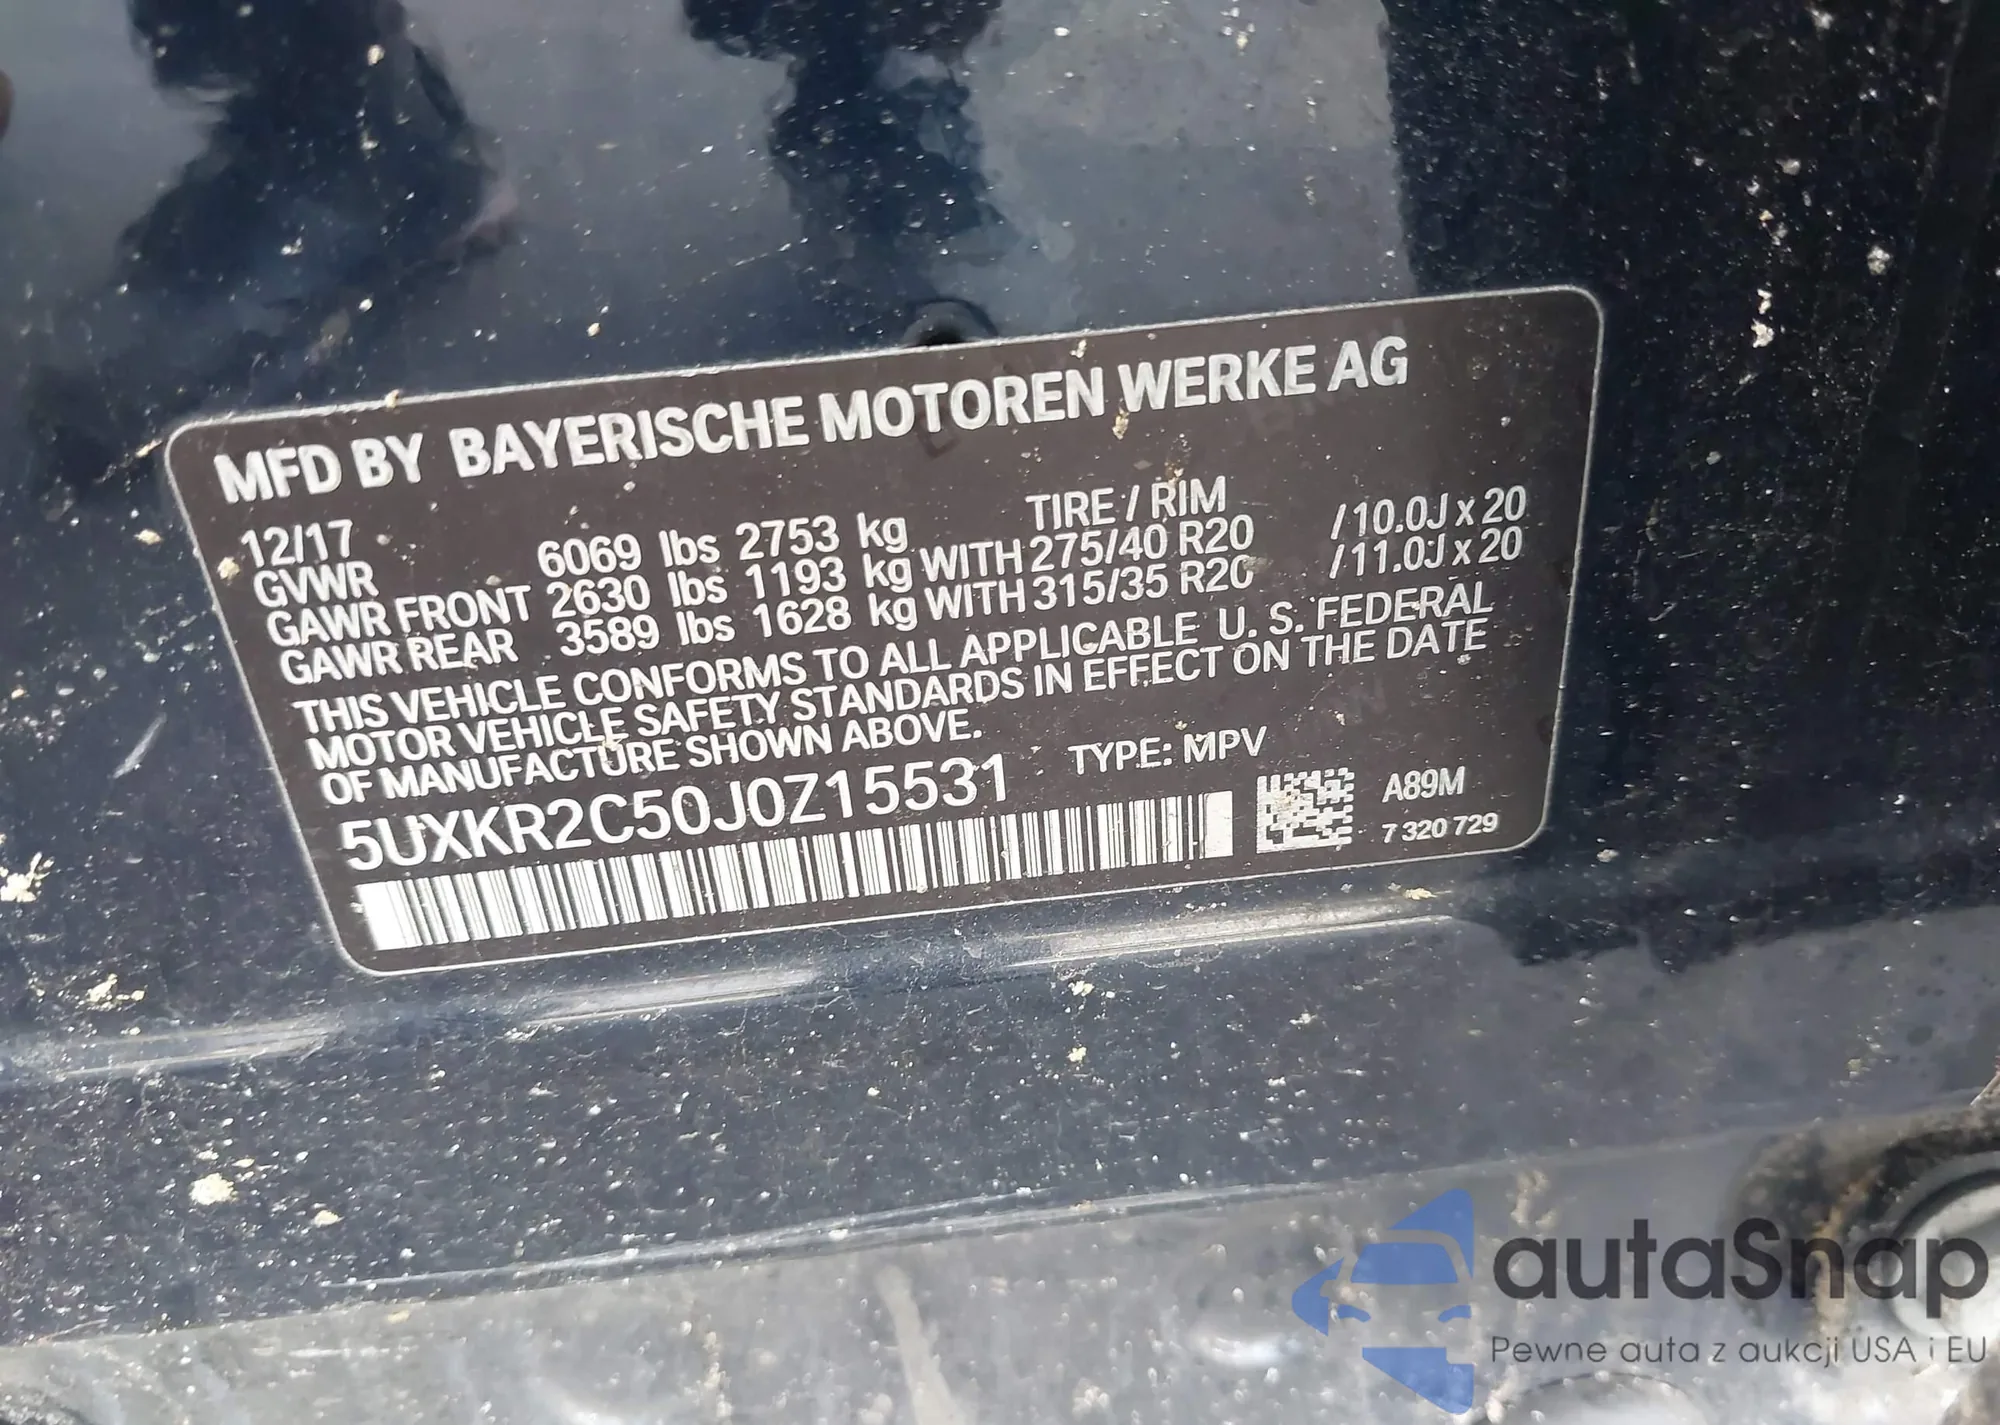 MFD BY BAYERISCHE MOTOREN WERKE AG
12/17 TIRE / RIM
GVWR 6069 lbs 2753 kg
GAWR FRONT 2630 lbs 1193 kg WITH 275/40 R20 /10.0J x 20
GAWR REAR 3589 lbs 1628 kg WITH 315/35 R20 /11.0J x 20
THIS VEHICLE CONFORMS TO ALL APPLICABLE U. S. FEDERAL
MOTOR VEHICLE SAFETY STANDARDS IN EFFECT ON THE DATE
OF MANUFACTURE SHOWN ABOVE.
5UXKR2C50J0Z15531 TYPE: MPV
A89M
7 320 729
autaSnap
Pewne auta z aukcji USA i EU